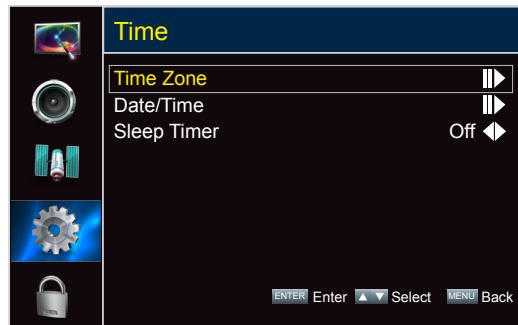 Time
Time Zone
Date/Time
Sleep Timer Off
ENTER Enter Select MENU Back